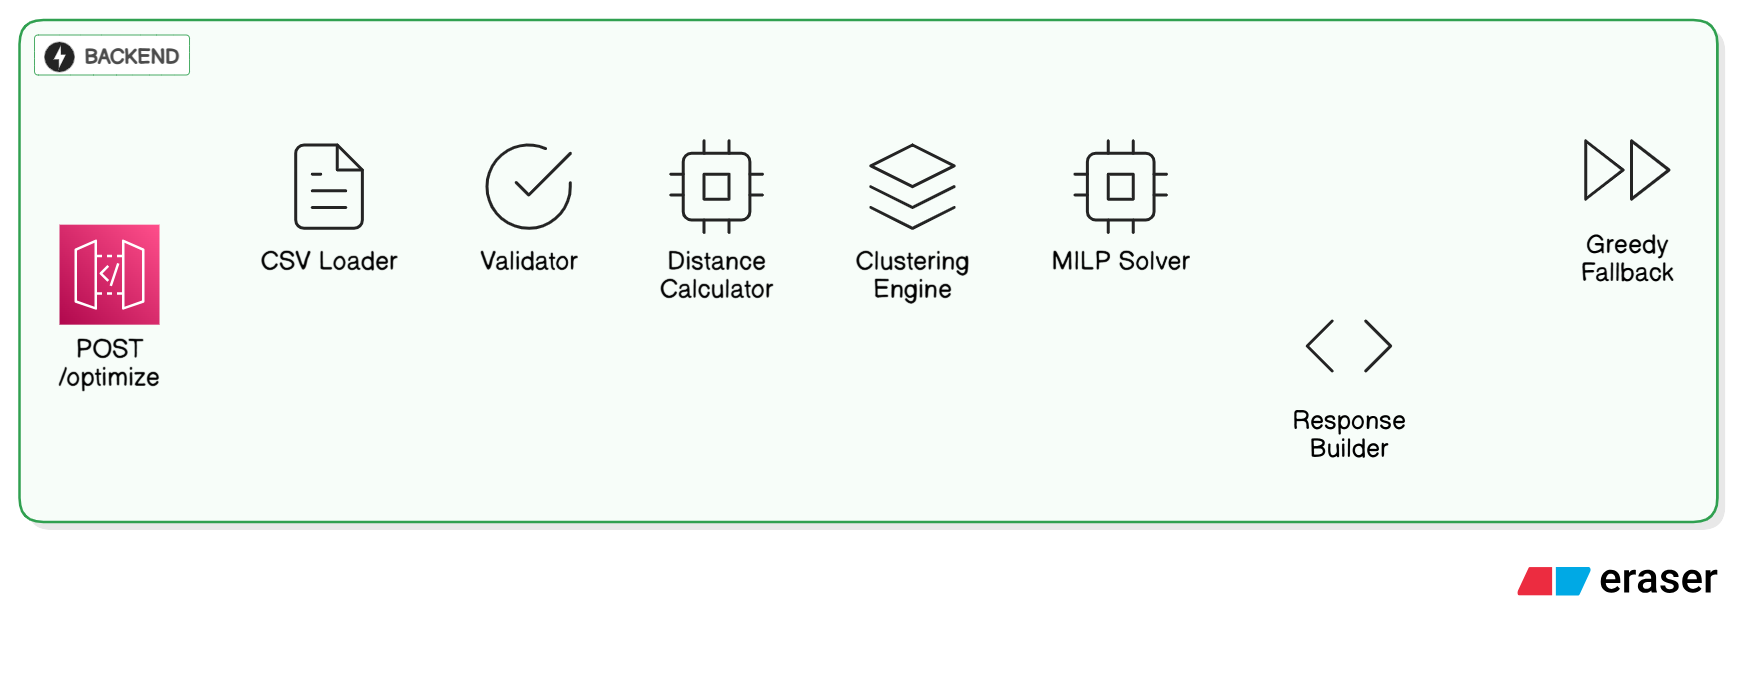 BACKEND
POST
/optimize
CSV Loader
Validator
Distance
Calculator
Clustering
Engine
MILP Solver
Response
Builder
Greedy
Fallback
eraser